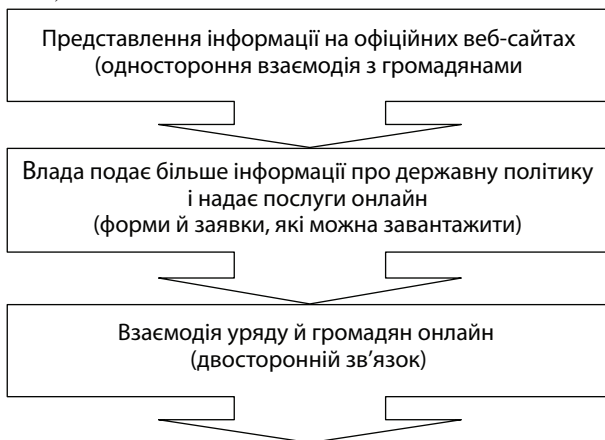 Представлення інформації на офіційних веб-сайтах
(одностороння взаємодія з громадянами
Влада подає більше інформації про державну політику
і надає послуги онлайн
(форми й заявки, які можна завантажити)
Взаємодія уряду й громадян онлайн
(двосторонній зв’язок)